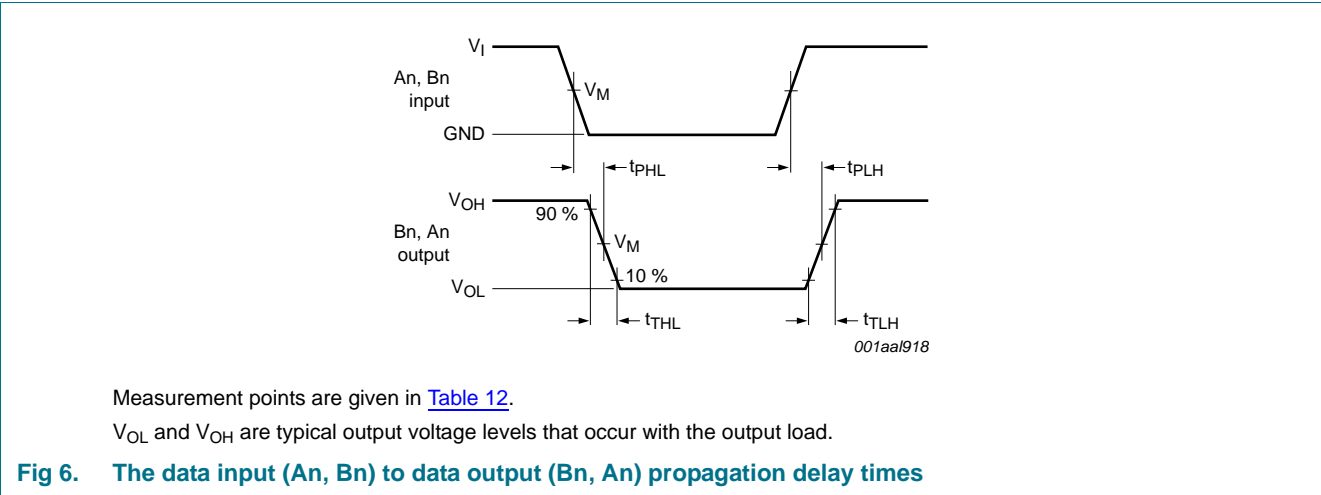 V_I
An, Bn
input
V_M
GND
t_PHL
t_PLH
V_OH
90 %
Bn, An
output
V_M
10 %
V_OL
t_THL
t_TLH
001aal918
Measurement points are given in Table 12.
V_OL and V_OH are typical output voltage levels that occur with the output load.
Fig 6. The data input (An, Bn) to data output (Bn, An) propagation delay times